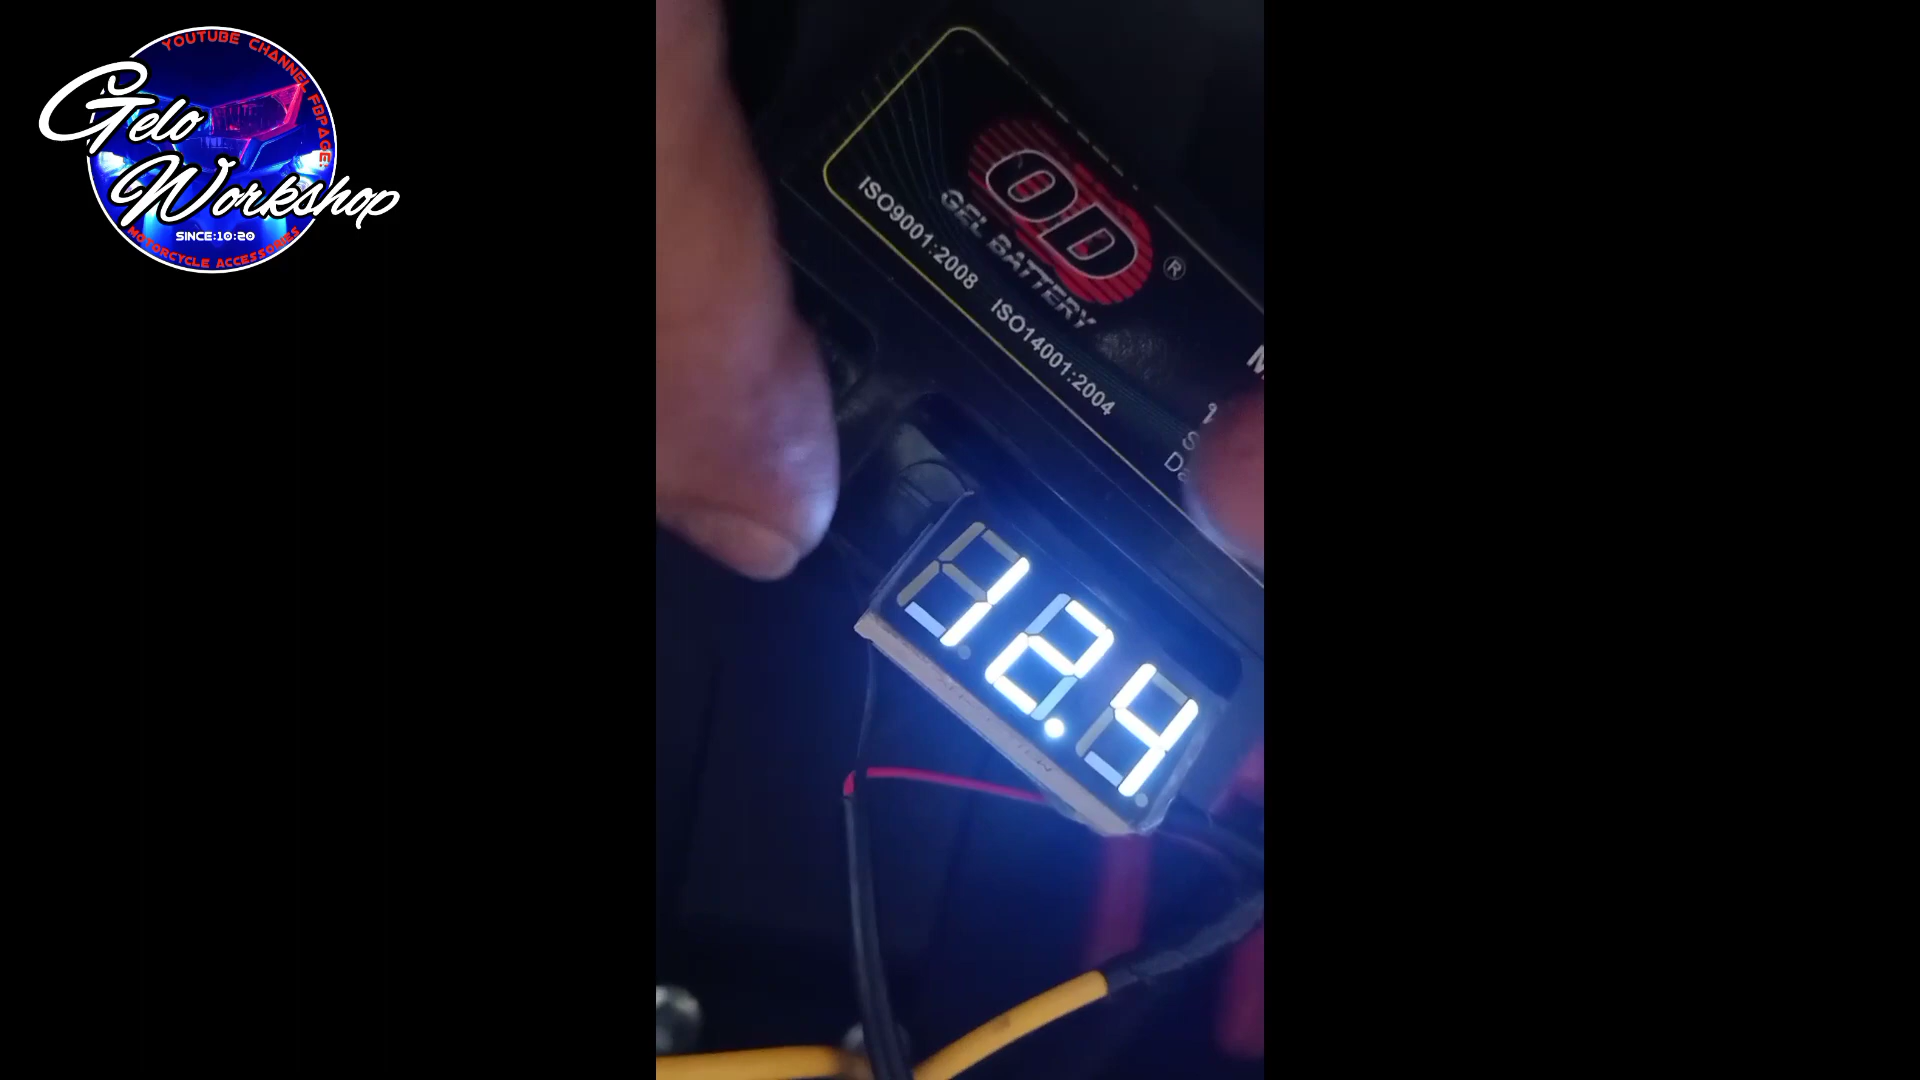 YOUTUBE CHANNEL FBPAGE:
Gelo
Workshop
SINCE:10:20
MOTORCYCLE ACCESSORIES
OD
®
GEL BATTERY
ISO9001:2008 ISO14001:2004
12.4